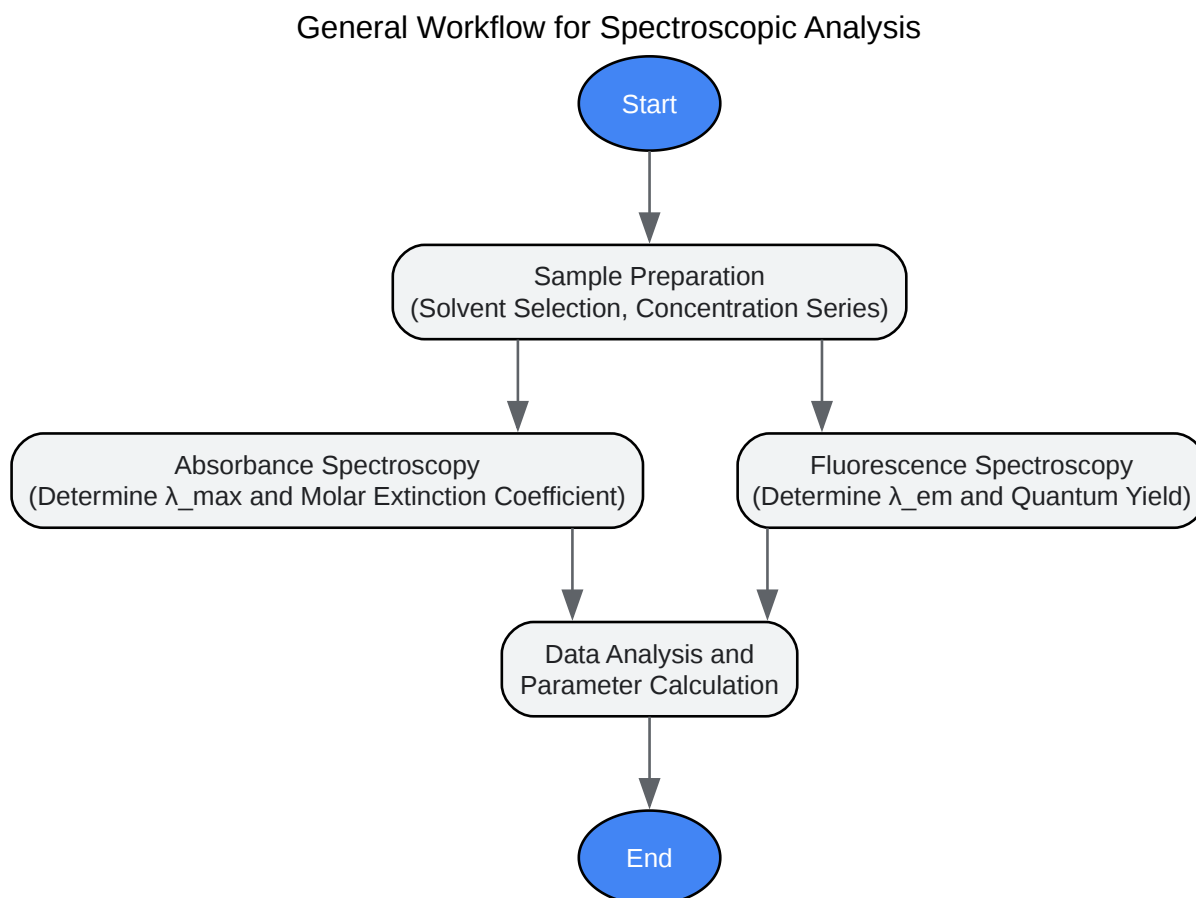 General Workflow for Spectroscopic Analysis
Start
Sample Preparation
(Solvent Selection, Concentration Series)
Absorbance Spectroscopy
(Determine λ_max and Molar Extinction Coefficient)
Fluorescence Spectroscopy
(Determine λ_em and Quantum Yield)
Data Analysis and
Parameter Calculation
End